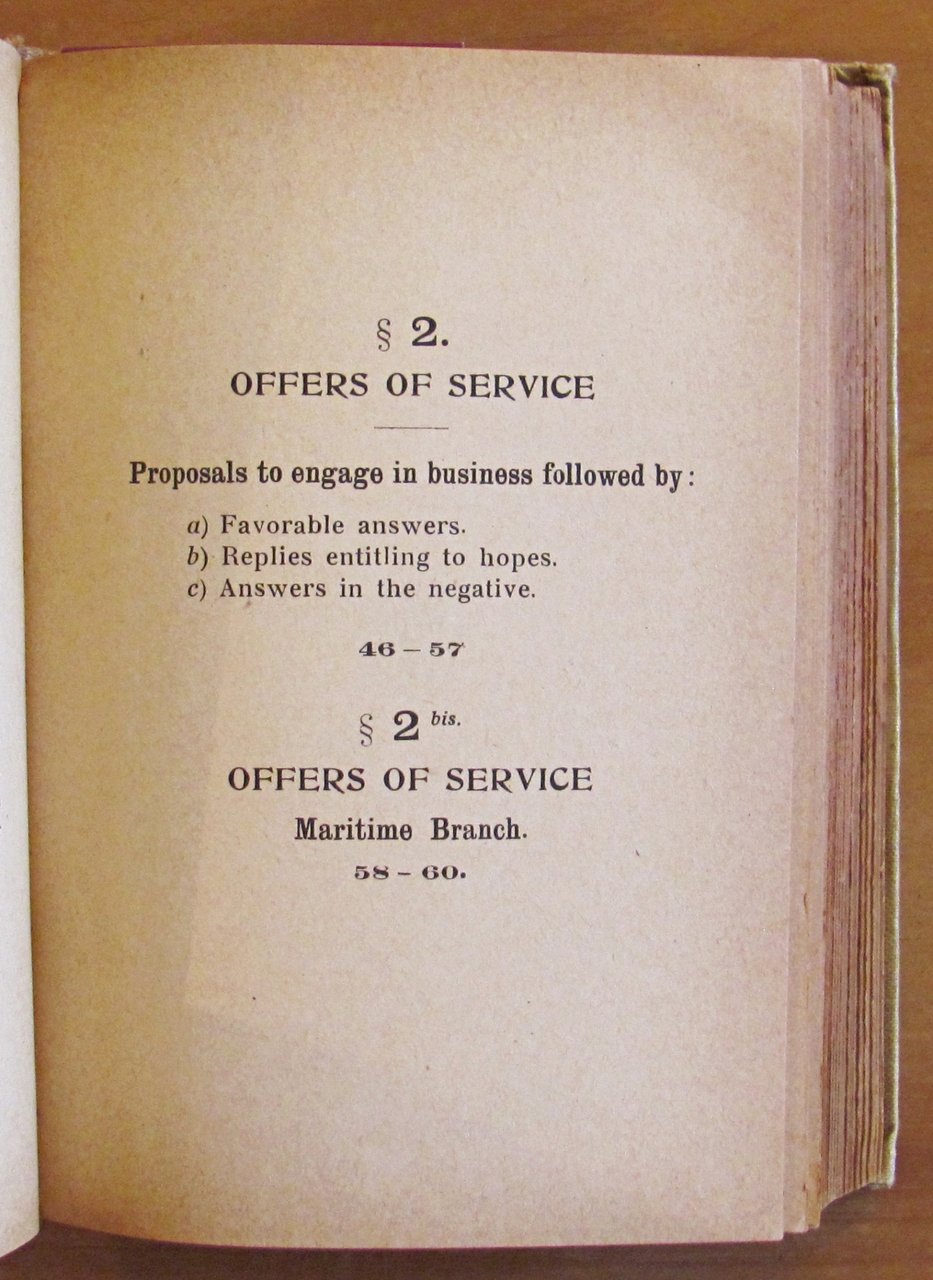 § 2.
OFFERS OF SERVICE
Proposals to engage in business followed by:
a) Favorable answers.
b) Replies entitling to hopes.
c) Answers in the negative.
46 – 57
§ 2 bis.
OFFERS OF SERVICE
Maritime Branch.
58 – 60.